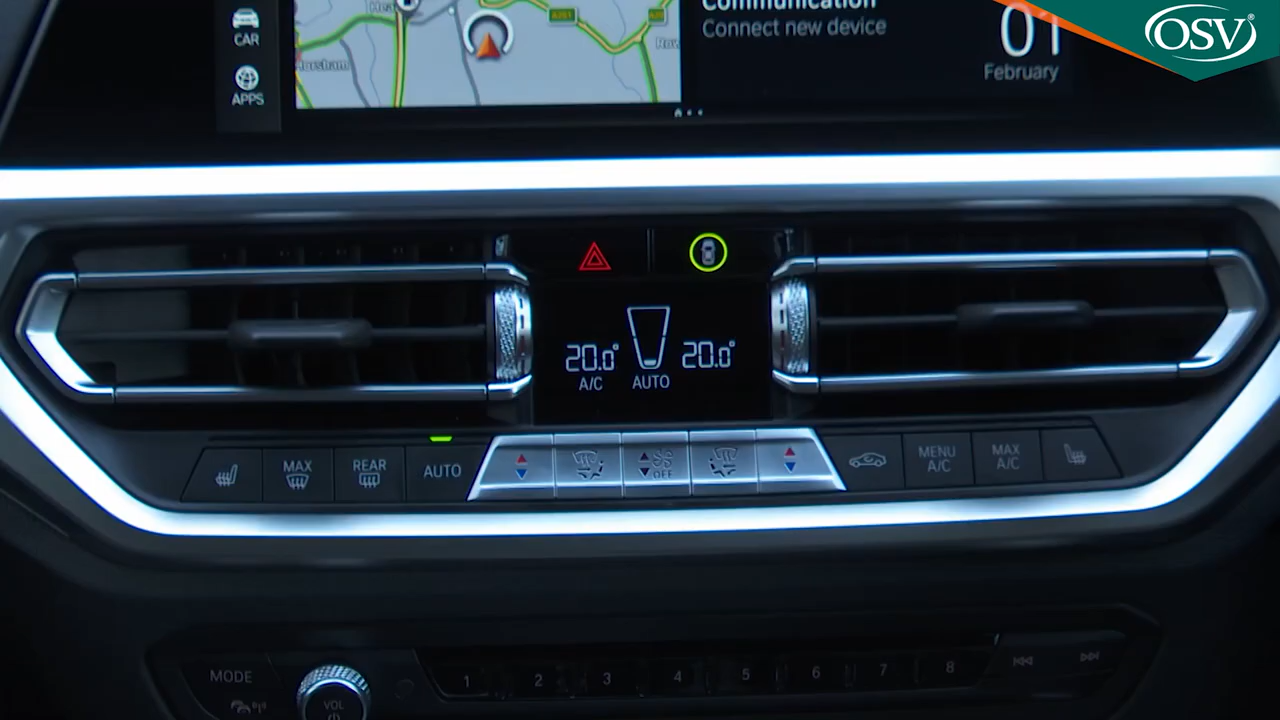 Communication
Connect new device
01
February
OSV®
CAR
APPS
Horsham
20.0°
20.0°
A/C
AUTO
MAX
REAR
AUTO
OFF
MENU
A/C
MAX
A/C
MODE
VOL
1 2 3 4 5 6 7 8